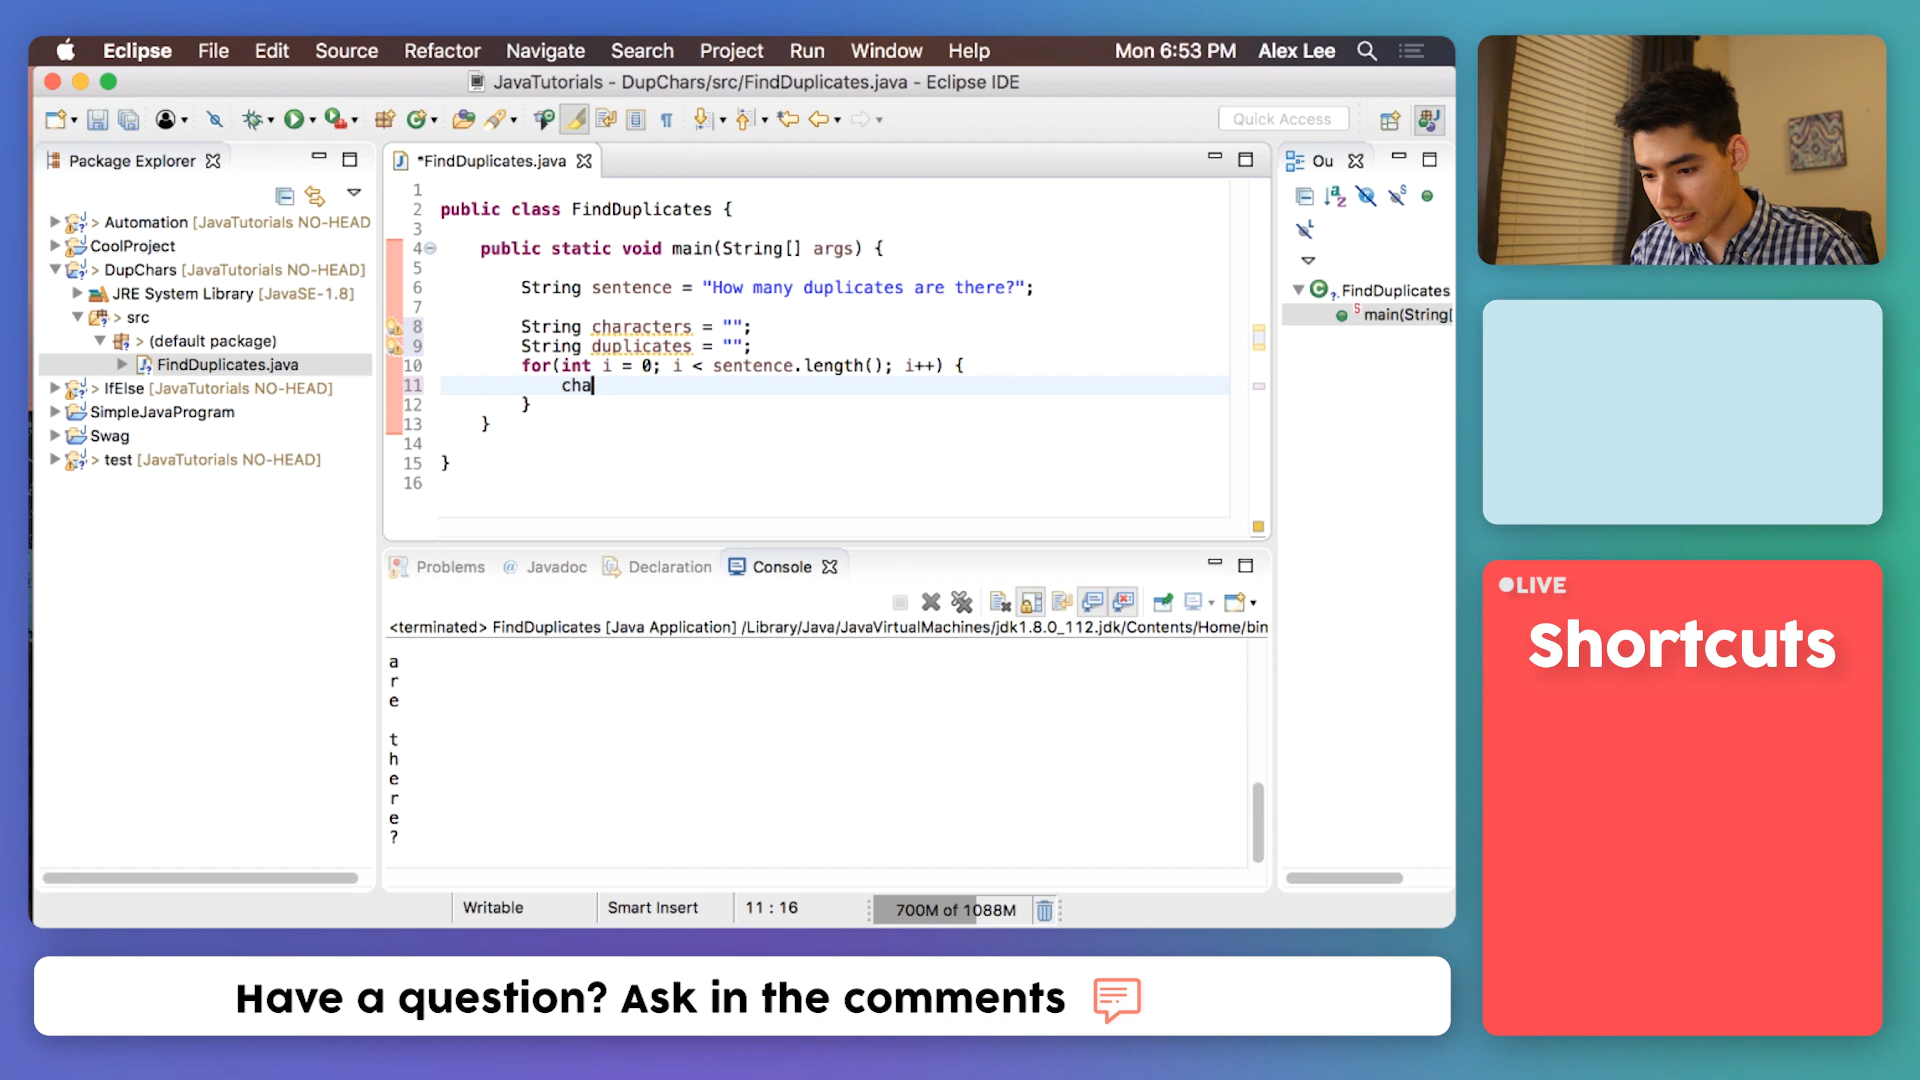 Eclipse File Edit Source Refactor Navigate Search Project Run Window Help Mon 6:53 PM Alex Lee
JavaTutorials - DupChars/src/FindDuplicates.java - Eclipse IDE
Quick Access
Package Explorer
> Automation [JavaTutorials NO-HEAD
CoolProject
> DupChars [JavaTutorials NO-HEAD]
JRE System Library [JavaSE-1.8]
> src
> (default package)
FindDuplicates.java
> IfElse [JavaTutorials NO-HEAD]
SimpleJavaProgram
Swag
> test [JavaTutorials NO-HEAD]
*FindDuplicates.java
1
2 public class FindDuplicates {
3
4 public static void main(String[] args) {
5
6 String sentence = "How many duplicates are there?";
7
8 String characters = "";
9 String duplicates = "";
10 for(int i = 0; i < sentence.length(); i++) {
11 cha
12 }
13 }
14
15 }
16
Ou
FindDuplicates
main(String[
Problems @ Javadoc Declaration Console
<terminated> FindDuplicates [Java Application] /Library/Java/JavaVirtualMachines/jdk1.8.0_112.jdk/Contents/Home/bin
a
r
e
t
h
e
r
e
?
Writable Smart Insert 11 : 16 700M of 1088M
LIVE
Shortcuts
Have a question? Ask in the comments